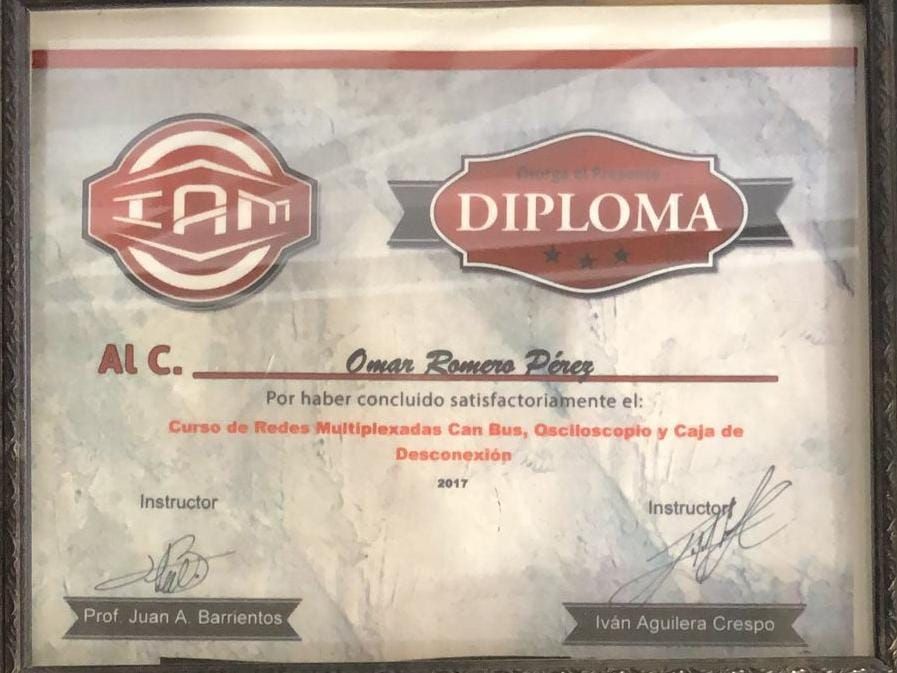 IAM
Otorga el Presente
DIPLOMA
Al C. Omar Romero Pérez
Por haber concluido satisfactoriamente el:
Curso de Redes Multiplexadas Can Bus, Osciloscopio y Caja de
Desconexión
2017
Instructor
Instructor
Prof. Juan A. Barrientos
Iván Aguilera Crespo